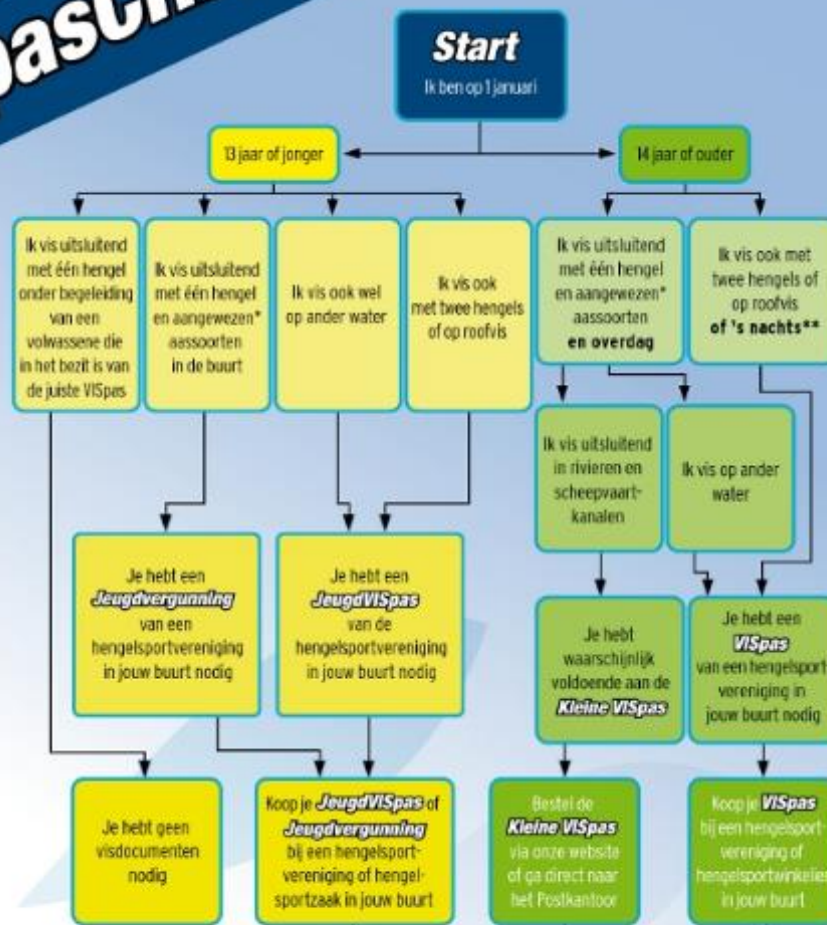 Start
Ik ben op 1 januari
13 jaar of jonger
14 jaar of ouder
Ik vis uitsluitend
met één hengel
onder begeleiding
van een
volwassene die
in het bezit is van
de juiste VISpas
Ik vis uitsluitend
met één hengel
en aangewezen*
aassoorten
in de buurt
Ik vis ook wel
op ander water
Ik vis ook
met twee hengels
of op roofvis
Ik vis uitsluitend
met één hengel
en aangewezen*
aassoorten
en overdag
Ik vis ook met
twee hengels of
op roofvis
of 's nachts**
Ik vis uitsluitend
in rivieren en
scheepvaart-
kanalen
Ik vis op ander
water
Je hebt een
Jeugdvergunning
van een
hengelsportvereniging
in jouw buurt nodig
Je hebt een
JeugdVISpas
van de
hengelsportvereniging
in jouw buurt nodig
Je hebt
waarschijnlijk
voldoende aan de
Kleine VISpas
Je hebt een
VISpas
van een hengelsport
vereniging in
jouw buurt nodig
Je hebt geen
visdocumenten
nodig
Koop je JeugdVISpas of
Jeugdvergunning
bij een hengelsport-
vereniging of hengel-
sportzaak in jouw buurt
Bestel de
Kleine VISpas
via onze website
of ga direct naar
het Postkantoor
Koop je VISpas
bij een hengelsport-
vereniging of
hengelsportwinkelier
in jouw buurt